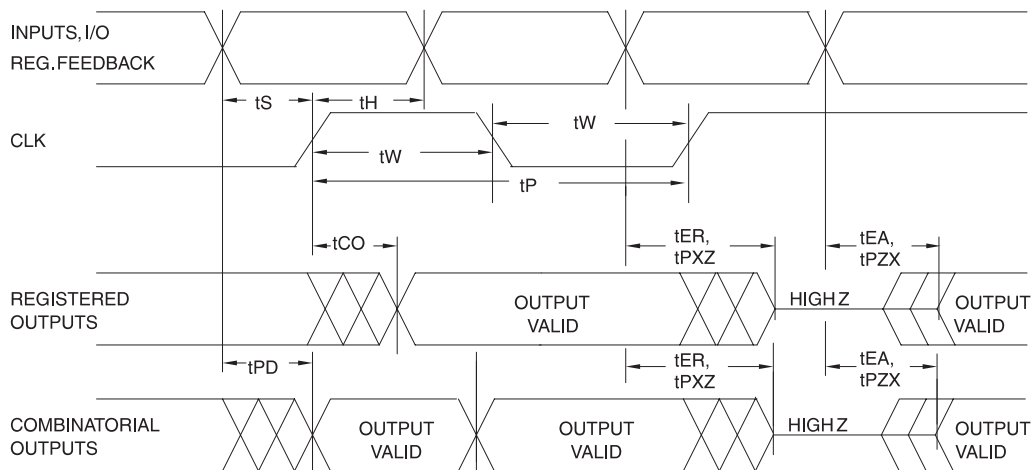 INPUTS, I/O
REG. FEEDBACK
tS
tH
CLK
tW
tW
tP
tCO
tER,
tPXZ
tEA,
tPZX
REGISTERED
OUTPUTS
OUTPUT
VALID
HIGH Z
OUTPUT
VALID
tPD
tER,
tPXZ
tEA,
tPZX
COMBINATORIAL
OUTPUTS
OUTPUT
VALID
OUTPUT
VALID
HIGH Z
OUTPUT
VALID